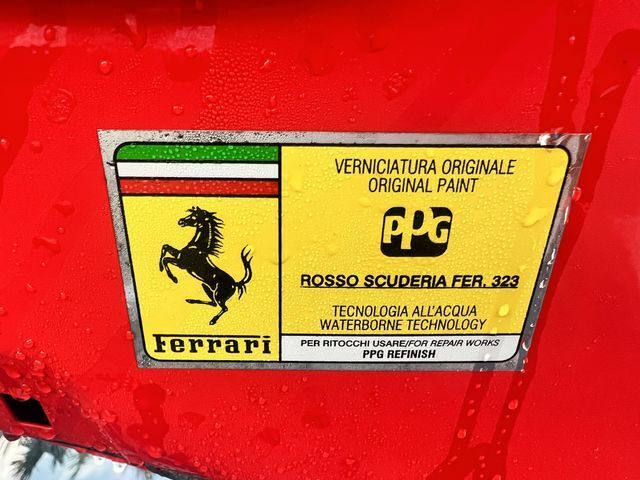 Ferrari
VERNICIATURA ORIGINALE
ORIGINAL PAINT
PPG
ROSSO SCUDERIA FER. 323
TECNOLOGIA ALL'ACQUA
WATERBORNE TECHNOLOGY
PER RITOCCHI USARE/FOR REPAIR WORKS
PPG REFINISH